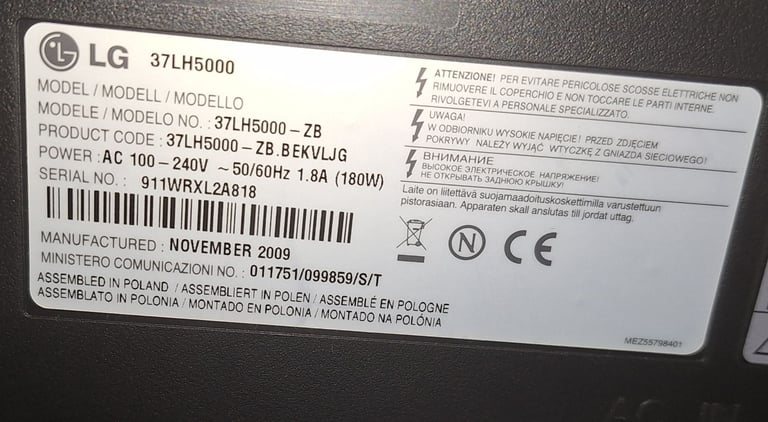 LG 37LH5000
MODEL / MODELL / MODELLO
MODELE / MODELO NO. : 37LH5000-ZB
PRODUCT CODE : 37LH5000-ZB.BEKVLJG
POWER : AC 100-240V ~50/60Hz 1.8A (180W)
SERIAL NO. : 911WRXL2A818
MANUFACTURED : NOVEMBER 2009
MINISTERO COMUNICAZIONI NO. : 011751/099859/S/T
ASSEMBLED IN POLAND / ASSEMBLIERT IN POLEN / ASSEMBLÉ EN POLOGNE
ASSEMBLATO IN POLONIA / MONTADO EN POLONIA / MONTADO NA POLÓNIA
ATTENZIONE! PER EVITARE PERICOLOSE SCOSSE ELETTRICHE NON
RIMUOVERE IL COPERCHIO E NON TOCCARE LE PARTI INTERNE.
RIVOLGETEVI A PERSONALE SPECIALIZZATO.
UWAGA!
W ODBIORNIKU WYSOKIE NAPIĘCIE! PRZED ZDJĘCIEM
POKRYWY NALEŻY WYJĄĆ WTYCZKĘ Z GNIAZDA SIECIOWEGO!
ВНИМАНИЕ
ВЫСОКОЕ ЭЛЕКТРИЧЕСКОЕ НАПРЯЖЕНИЕ!
НЕ ОТКРЫВАТЬ ЗАДНЮЮ КРЫШКУ!
Laite on liitettävä suojamaadoituskoskettimilla varustettuun
pistorasiaan. Apparaten skall anslutas till jordat uttag.
N CE
MEZ55798401
AC IN